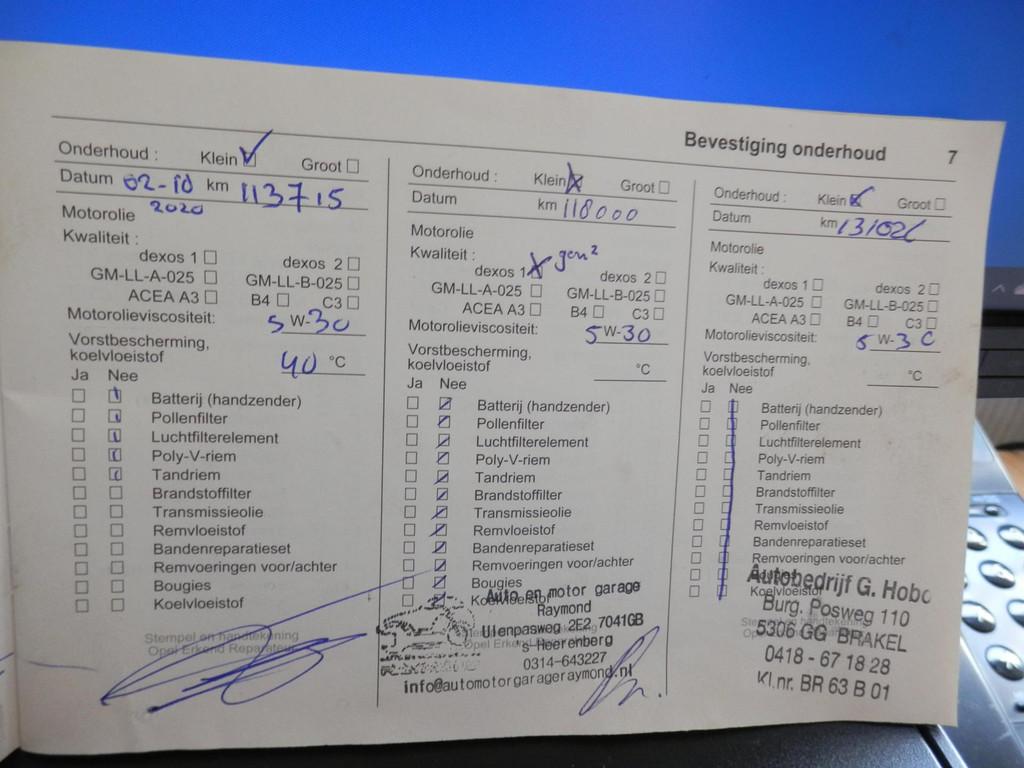 Bevestiging onderhoud 7
Onderhoud : Klein Groot
Datum 02-10 km 113715
2020
Motorolie
Kwaliteit :
dexos 1 dexos 2
GM-LL-A-025 GM-LL-B-025
ACEA A3 B4 C3
Motorolieviscositeit: 5 W-30
Vorstbescherming,
koelvloeistof 40 °C
Ja Nee
Batterij (handzender)
Pollenfilter
Luchtfilterelement
Poly-V-riem
Tandriem
Brandstoffilter
Transmissieolie
Remvloeistof
Bandenreparatieset
Remvoeringen voor/achter
Bougies
Koelvloeistof
Stempel en handtekening
Opel Erkend Reparateur
Onderhoud : Klein Groot
Datum km 118000
Motorolie
Kwaliteit :
dexos 1 gen2 dexos 2
GM-LL-A-025 GM-LL-B-025
ACEA A3 B4 C3
Motorolieviscositeit: 5 W-30
Vorstbescherming,
koelvloeistof °C
Ja Nee
Batterij (handzender)
Pollenfilter
Luchtfilterelement
Poly-V-riem
Tandriem
Brandstoffilter
Transmissieolie
Remvloeistof
Bandenreparatieset
Remvoeringen voor/achter
Bougies
Koelvloeistof
Auto en motor garage
Raymond
Ulenpasweg 2E2 7041GB
's Heerenberg
0314-643227
info@automotorgarageraymond.nl
Onderhoud : Klein Groot
Datum km
Motorolie
Kwaliteit :
dexos 1 dexos 2
GM-LL-A-025 GM-LL-B-025
ACEA A3 B4 C3
Motorolieviscositeit: 5 W-30
Vorstbescherming,
koelvloeistof °C
Ja Nee
Batterij (handzender)
Pollenfilter
Luchtfilterelement
Poly-V-riem
Tandriem
Brandstoffilter
Transmissieolie
Remvloeistof
Bandenreparatieset
Remvoeringen voor/achter
Koelvloeistof
Autobedrijf G. Hobo
Burg. Posweg 110
5306 GG BRAKEL
0418 - 67 18 28
Kl.nr. BR 63 B 01